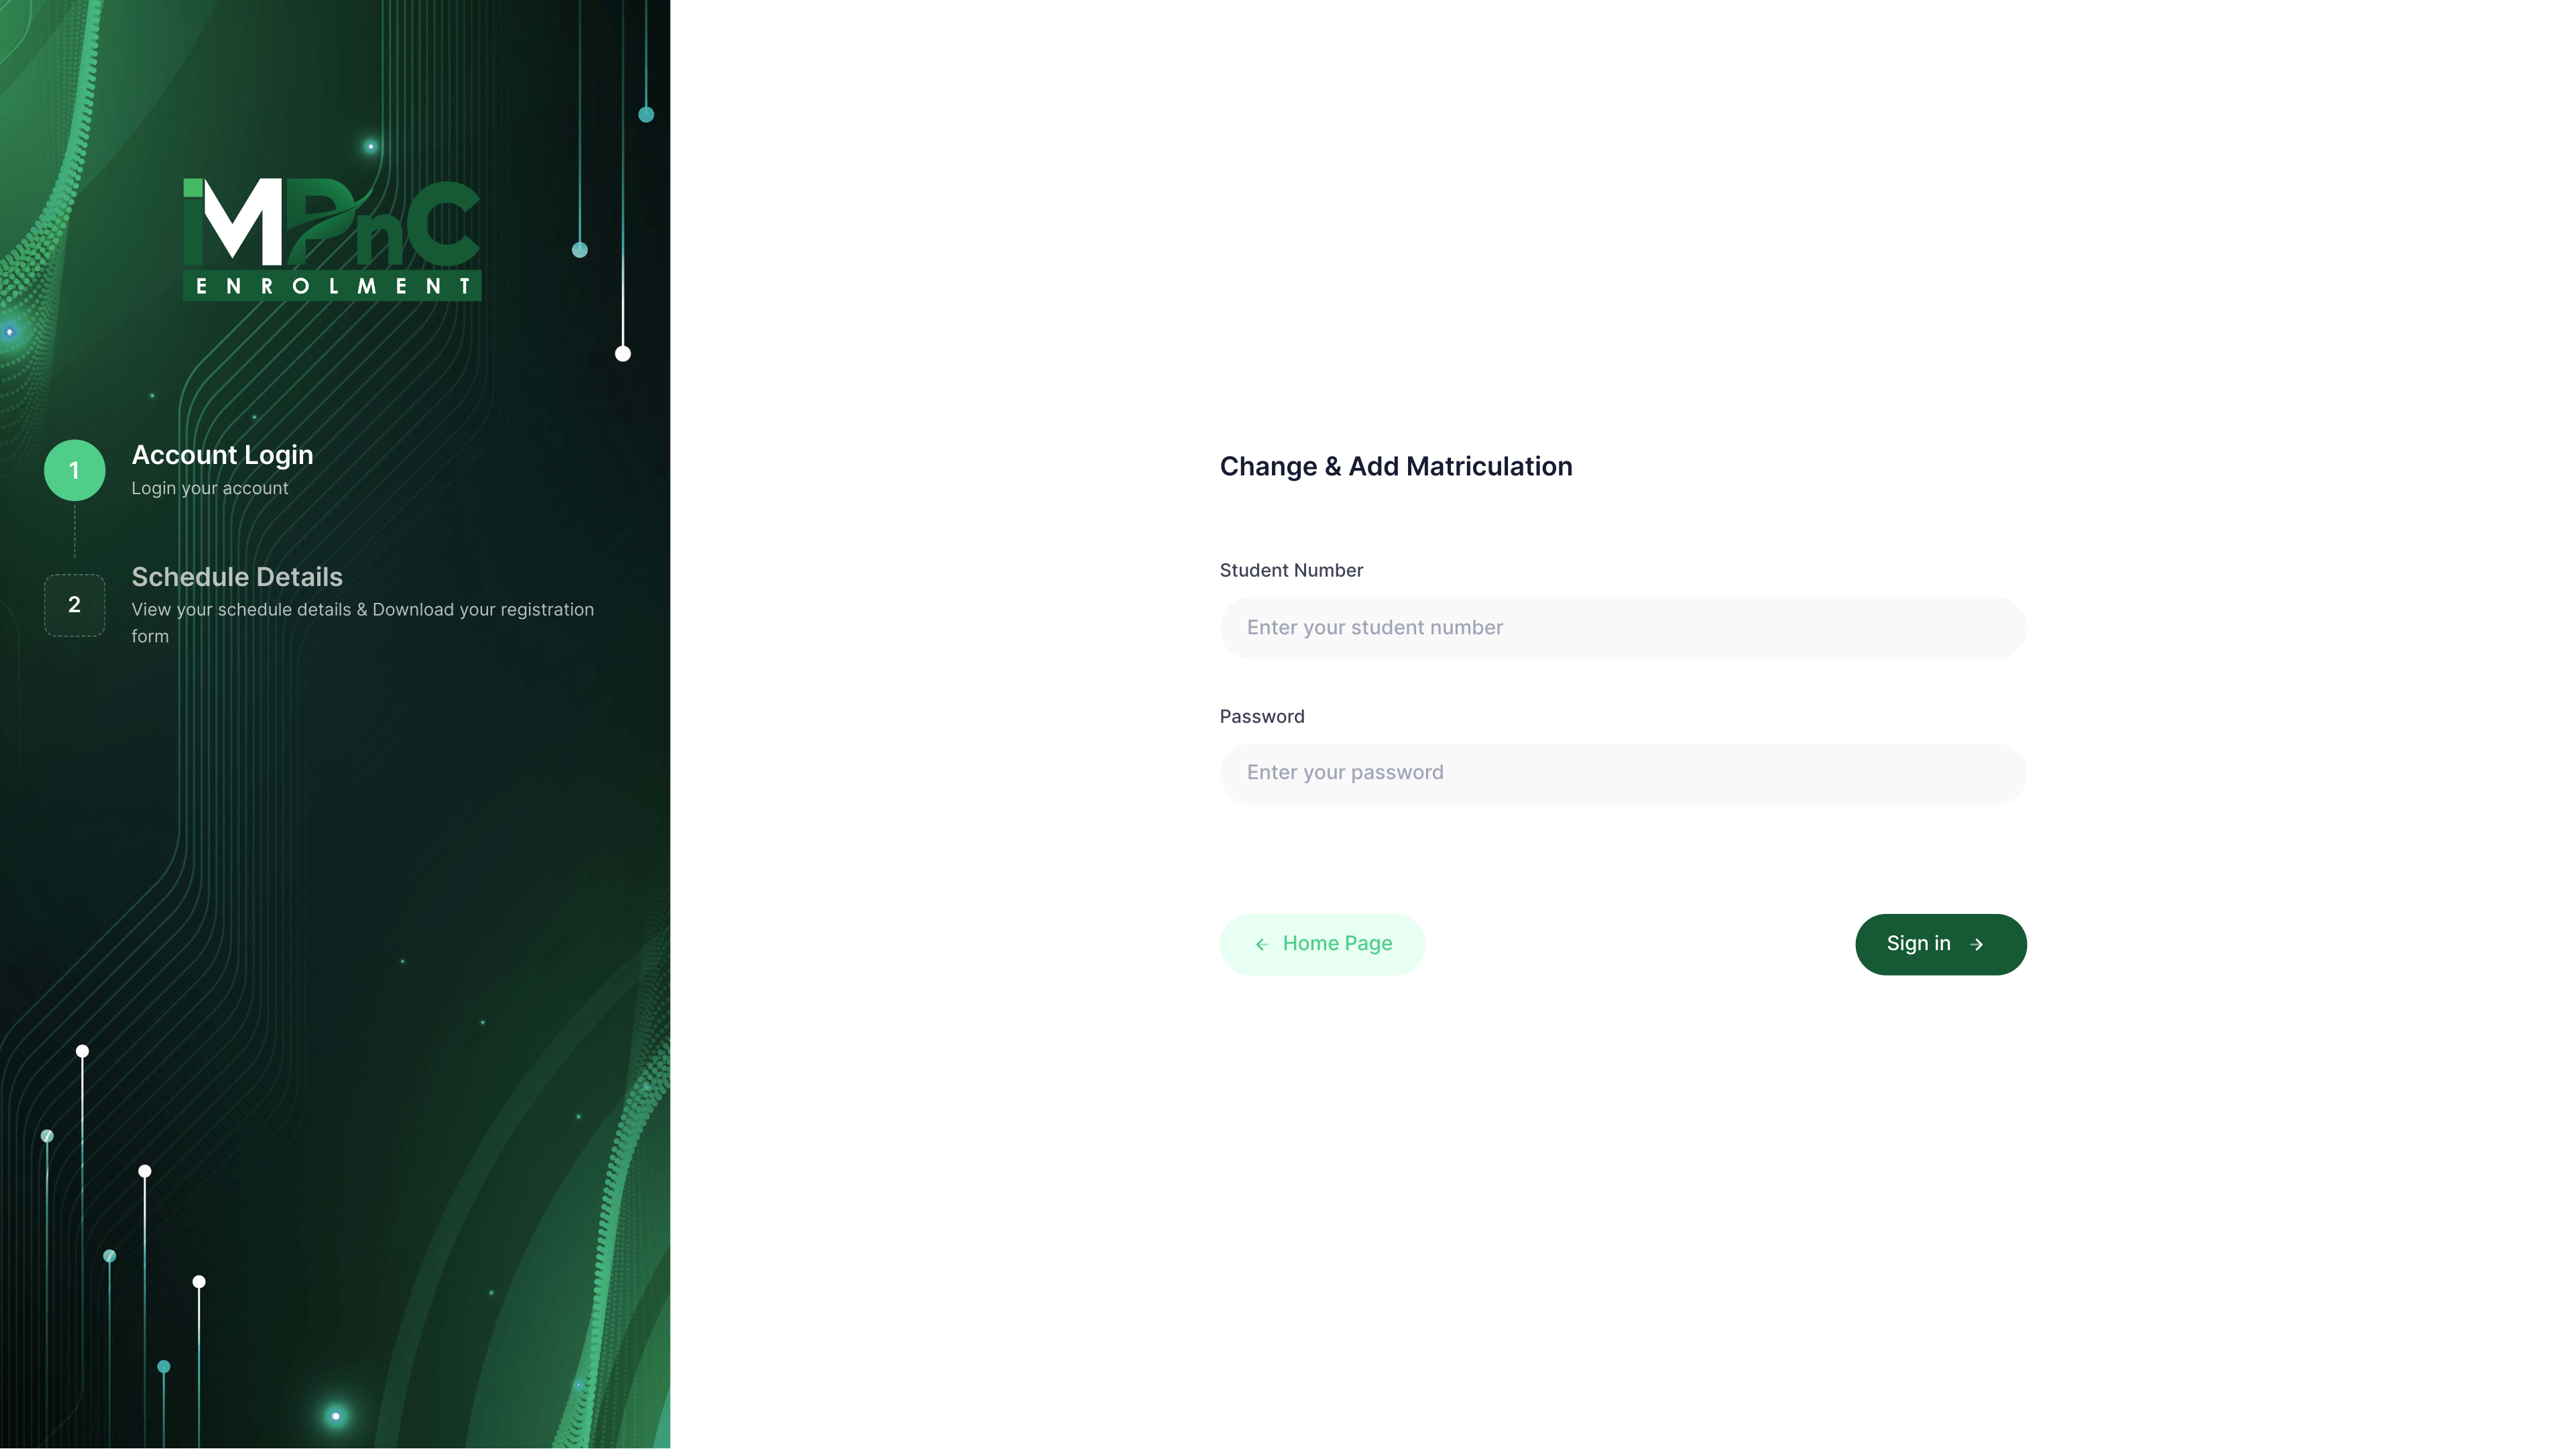 iMPnC
ENROLMENT
1
Account Login
Login your account
2
Schedule Details
View your schedule details & Download your registration
form
Change & Add Matriculation
Student Number
Enter your student number
Password
Enter your password
Home Page
Sign in